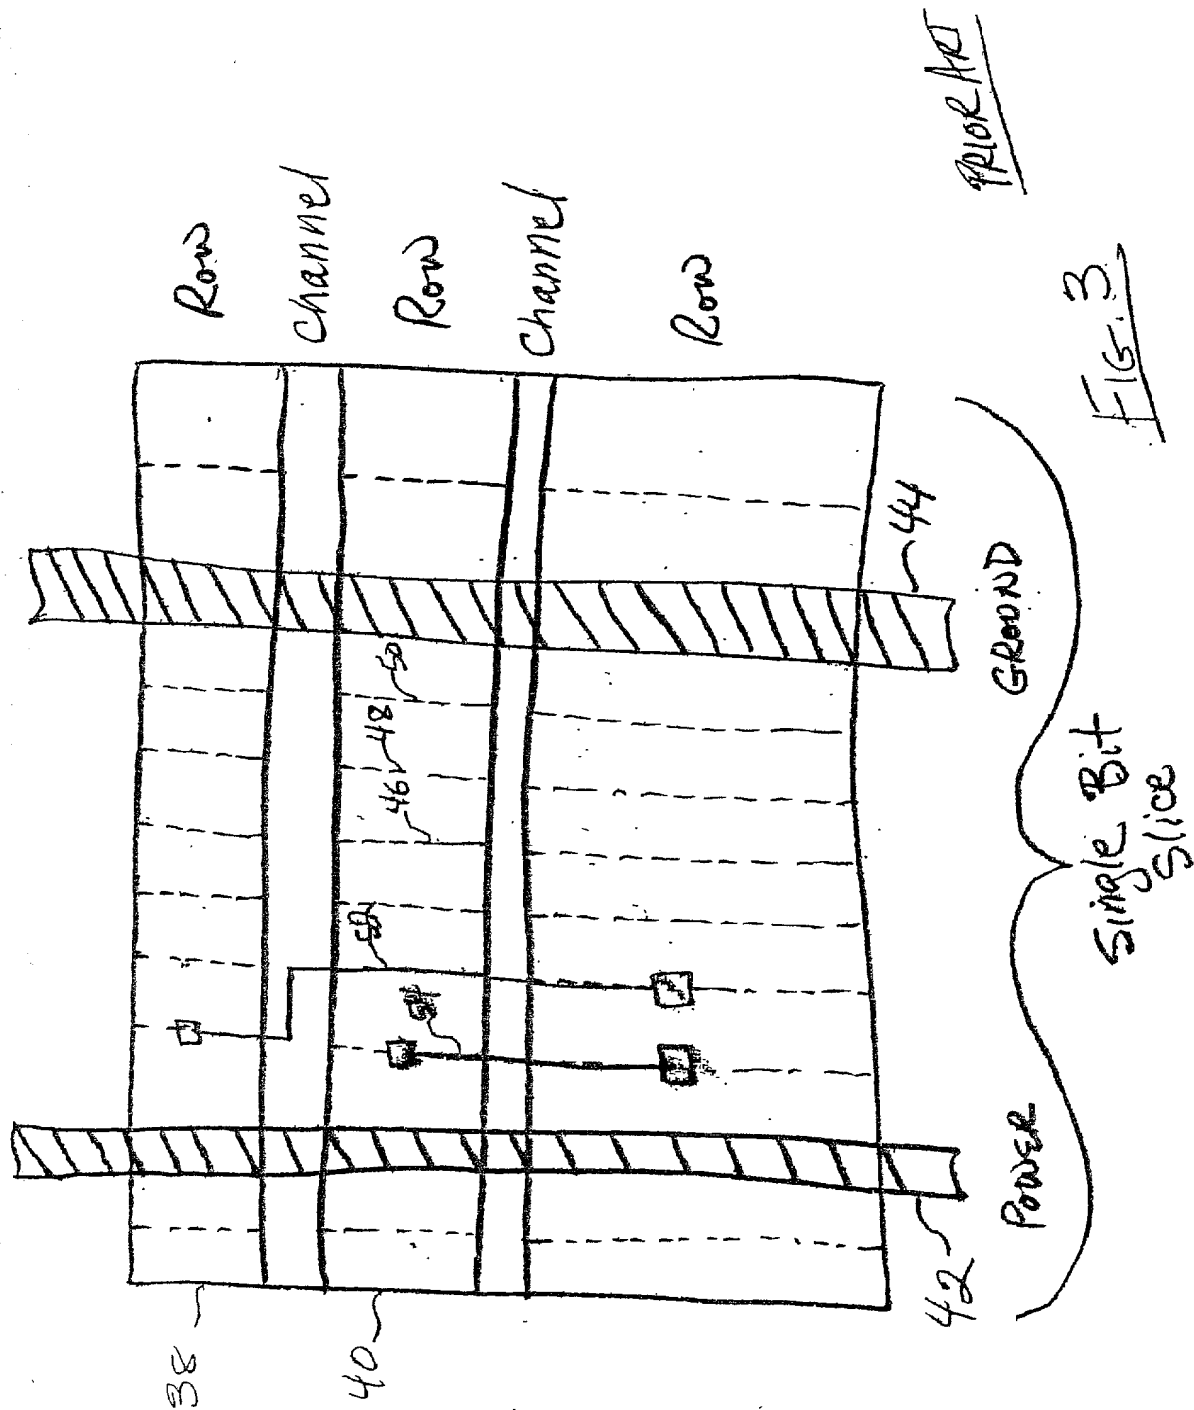 38
Row
Channel
40
46
48
50
Row
Channel
Row
42
44
POWER
GROUND
PRIOR ART
Single Bit
Slice
FIG. 3